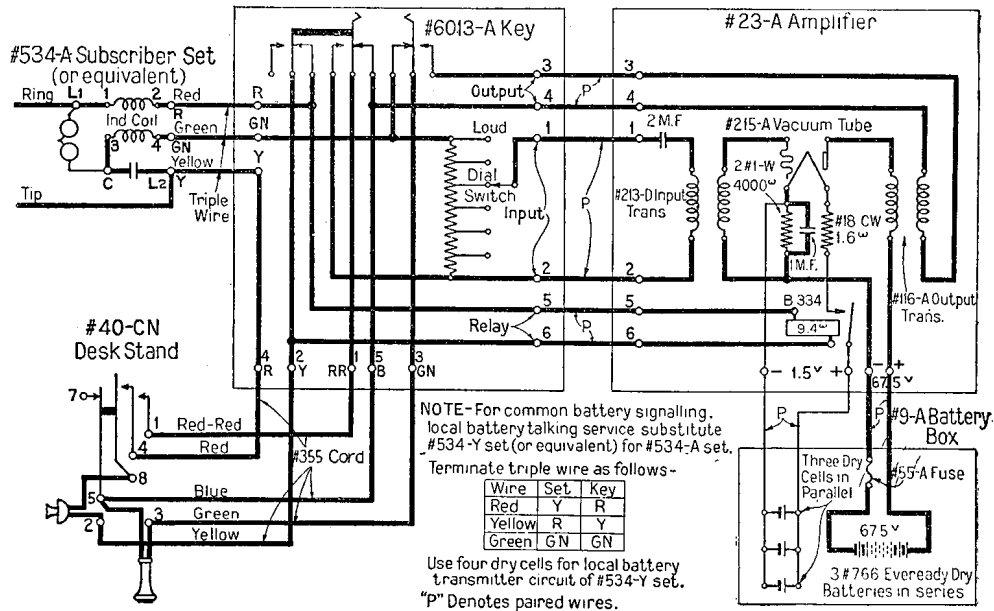 #534-A Subscriber Set
(or equivalent)
Ring
L1
1
2
Red
R
Ind Coil
Green
3
4
GN
Yellow
C
L2
Y
Tip
Triple
Wire
#6013-A Key
R
GN
Y
Output
3
4
Loud
1
Dial
Switch
Input
2
5
Relay
6
P
P
P
4
R
2
Y
1
RR
5
B
3
GN
#23-A Amplifier
3
4
1
2 M.F
#215-A Vacuum Tube
2#1-W
4000ω
#213-D Input
Trans
#18 CW
1.6ω
1 M.F.
2
5
6
B 334
9.4ω
#116-A Output
Trans.
- 1.5 v +
- +
67.5 v
#40-CN
Desk Stand
7
1
Red-Red
4
Red
8
#355 Cord
5
Blue
3
Green
2
Yellow
NOTE-For common battery signalling,
local battery talking service substitute
#534-Y set (or equivalent) for #534-A set.
Terminate triple wire as follows-
Wire Set Key
Red Y R
Yellow R Y
Green GN GN
Use four dry cells for local battery
transmitter circuit of #534-Y set.
"P" Denotes paired wires.
P
P
#9-A Battery
Box
Three Dry
Cells in
Parallel
#55-A Fuse
67.5 v
3 #766 Eveready Dry
Batteries in series